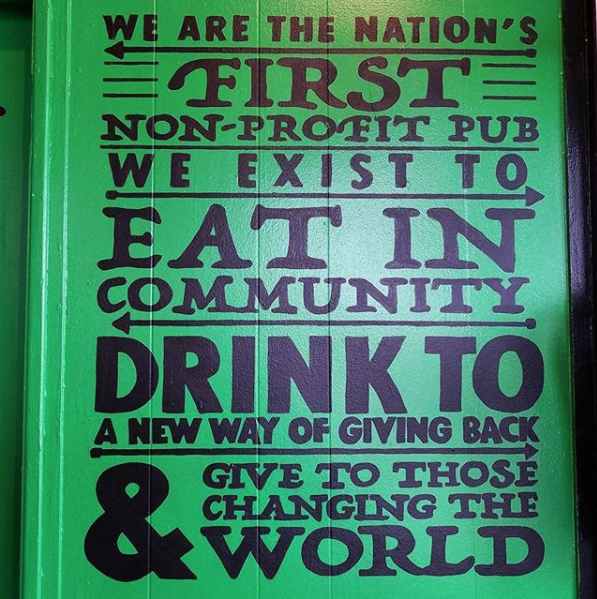 WE ARE THE NATION'S
FIRST
NON-PROFIT PUB
WE EXIST TO
EAT IN
COMMUNITY
DRINK TO
A NEW WAY OF GIVING BACK
& GIVE TO THOSE
CHANGING THE
WORLD